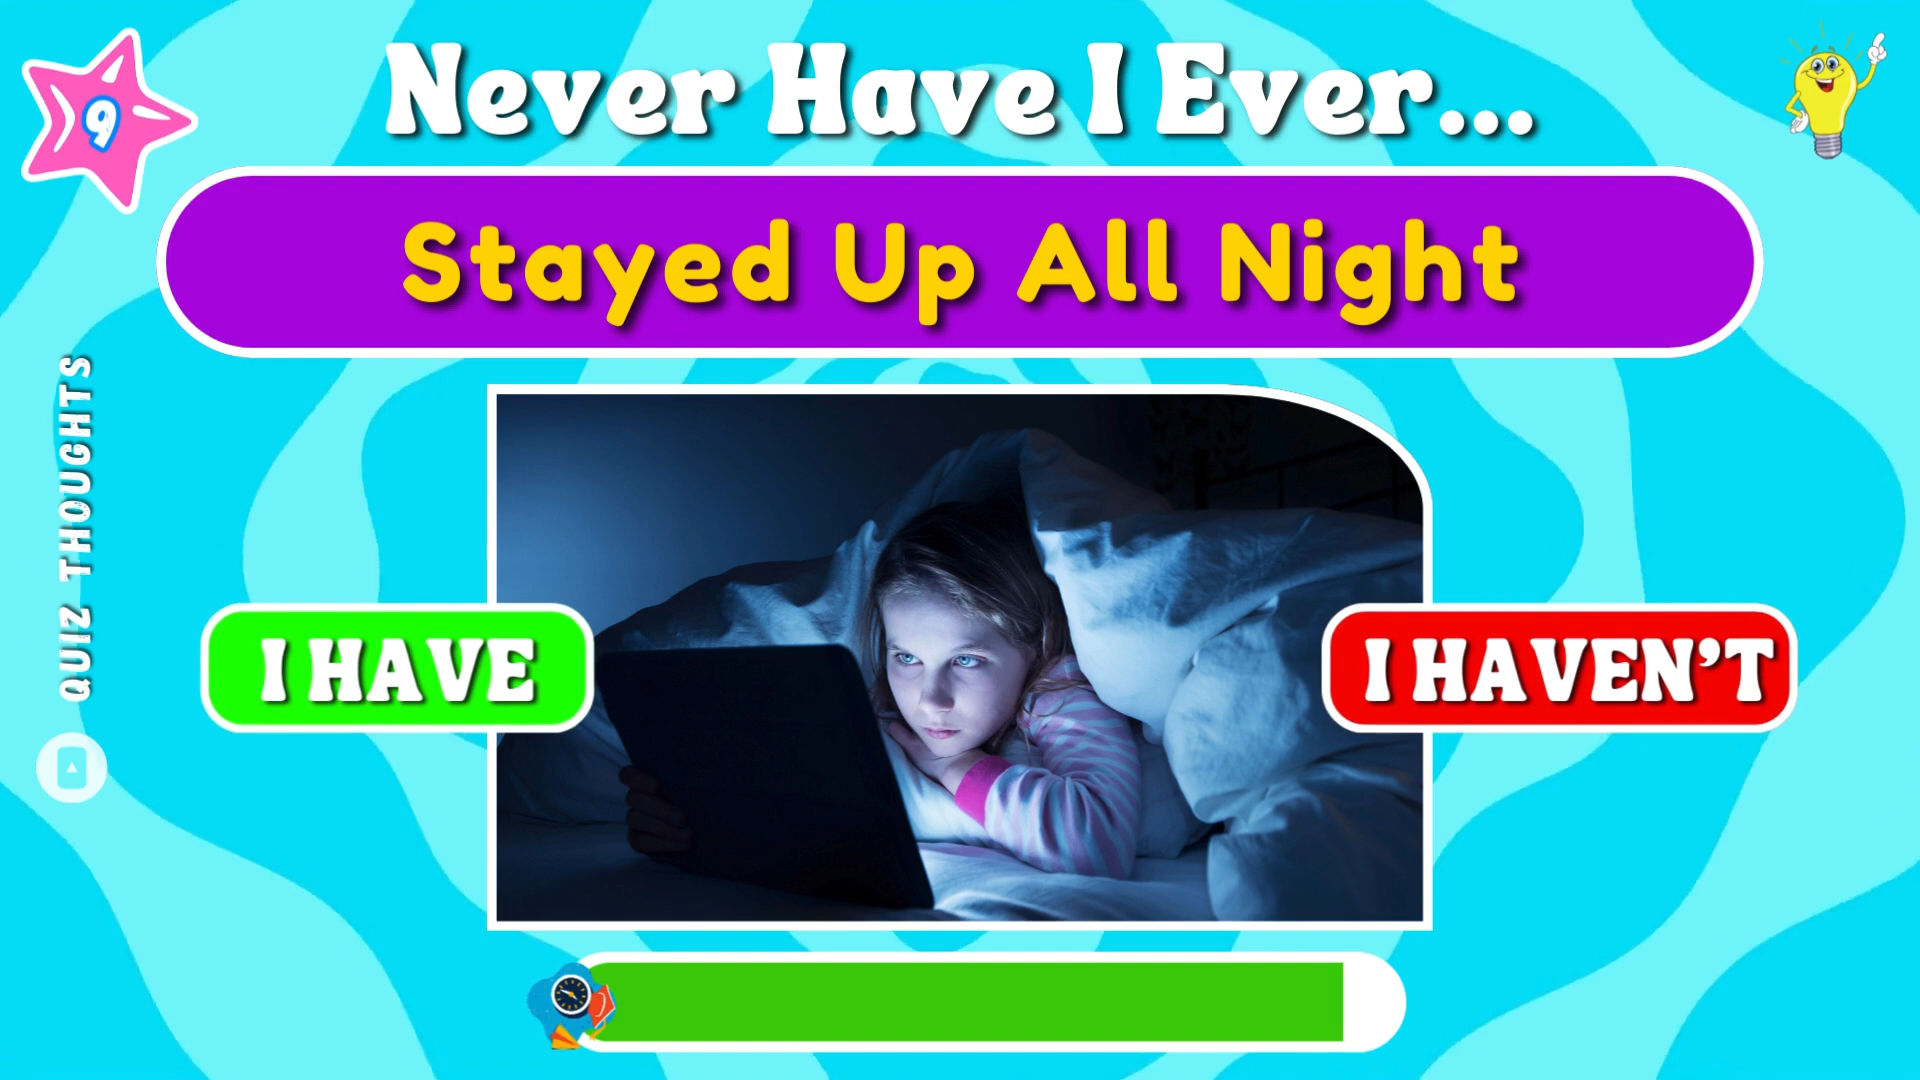 9
Never Have I Ever...
Stayed Up All Night
QUIZ THOUGHTS
I HAVE
I HAVEN'T